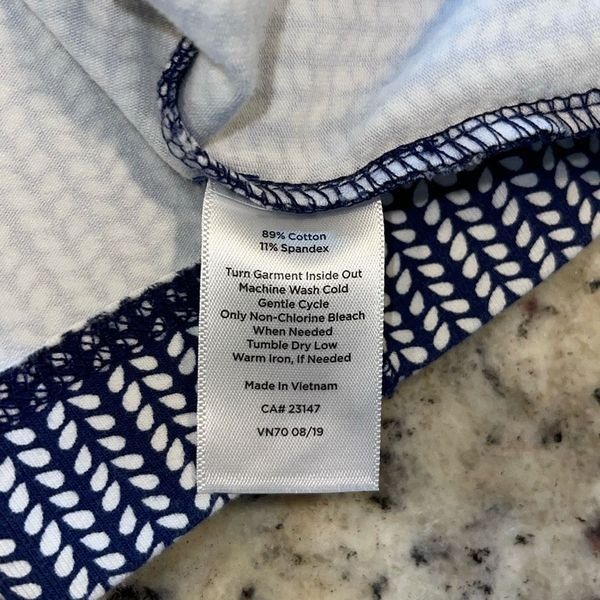 89% Cotton
11% Spandex
Turn Garment Inside Out
Machine Wash Cold
Gentle Cycle
Only Non-Chlorine Bleach
When Needed
Tumble Dry Low
Warm Iron, if Needed
Made in Vietnam
CA# 23147
VN70 08/19